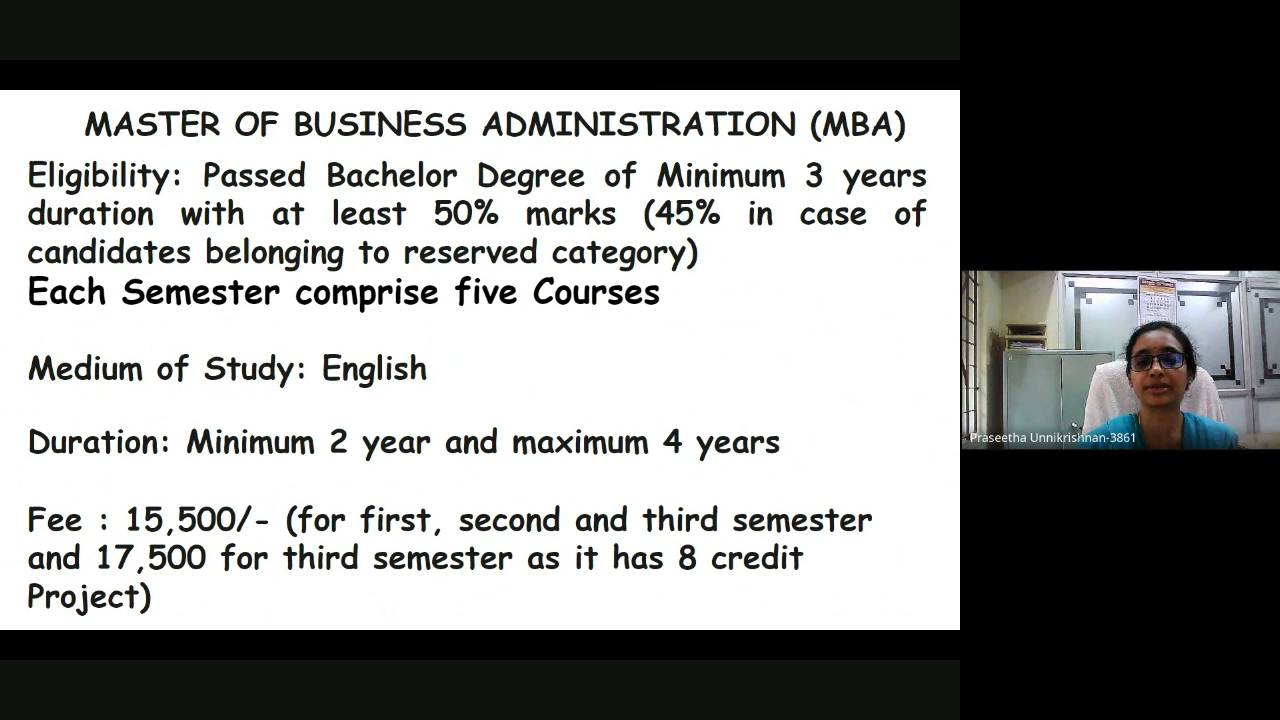 MASTER OF BUSINESS ADMINISTRATION (MBA)
Eligibility: Passed Bachelor Degree of Minimum 3 years
duration with at least 50% marks (45% in case of
candidates belonging to reserved category)
Each Semester comprise five Courses
Medium of Study: English
Duration: Minimum 2 year and maximum 4 years
Fee : 15,500/- (for first, second and third semester
and 17,500 for third semester as it has 8 credit
Project)
Praseetha Unnikrishnan-3861